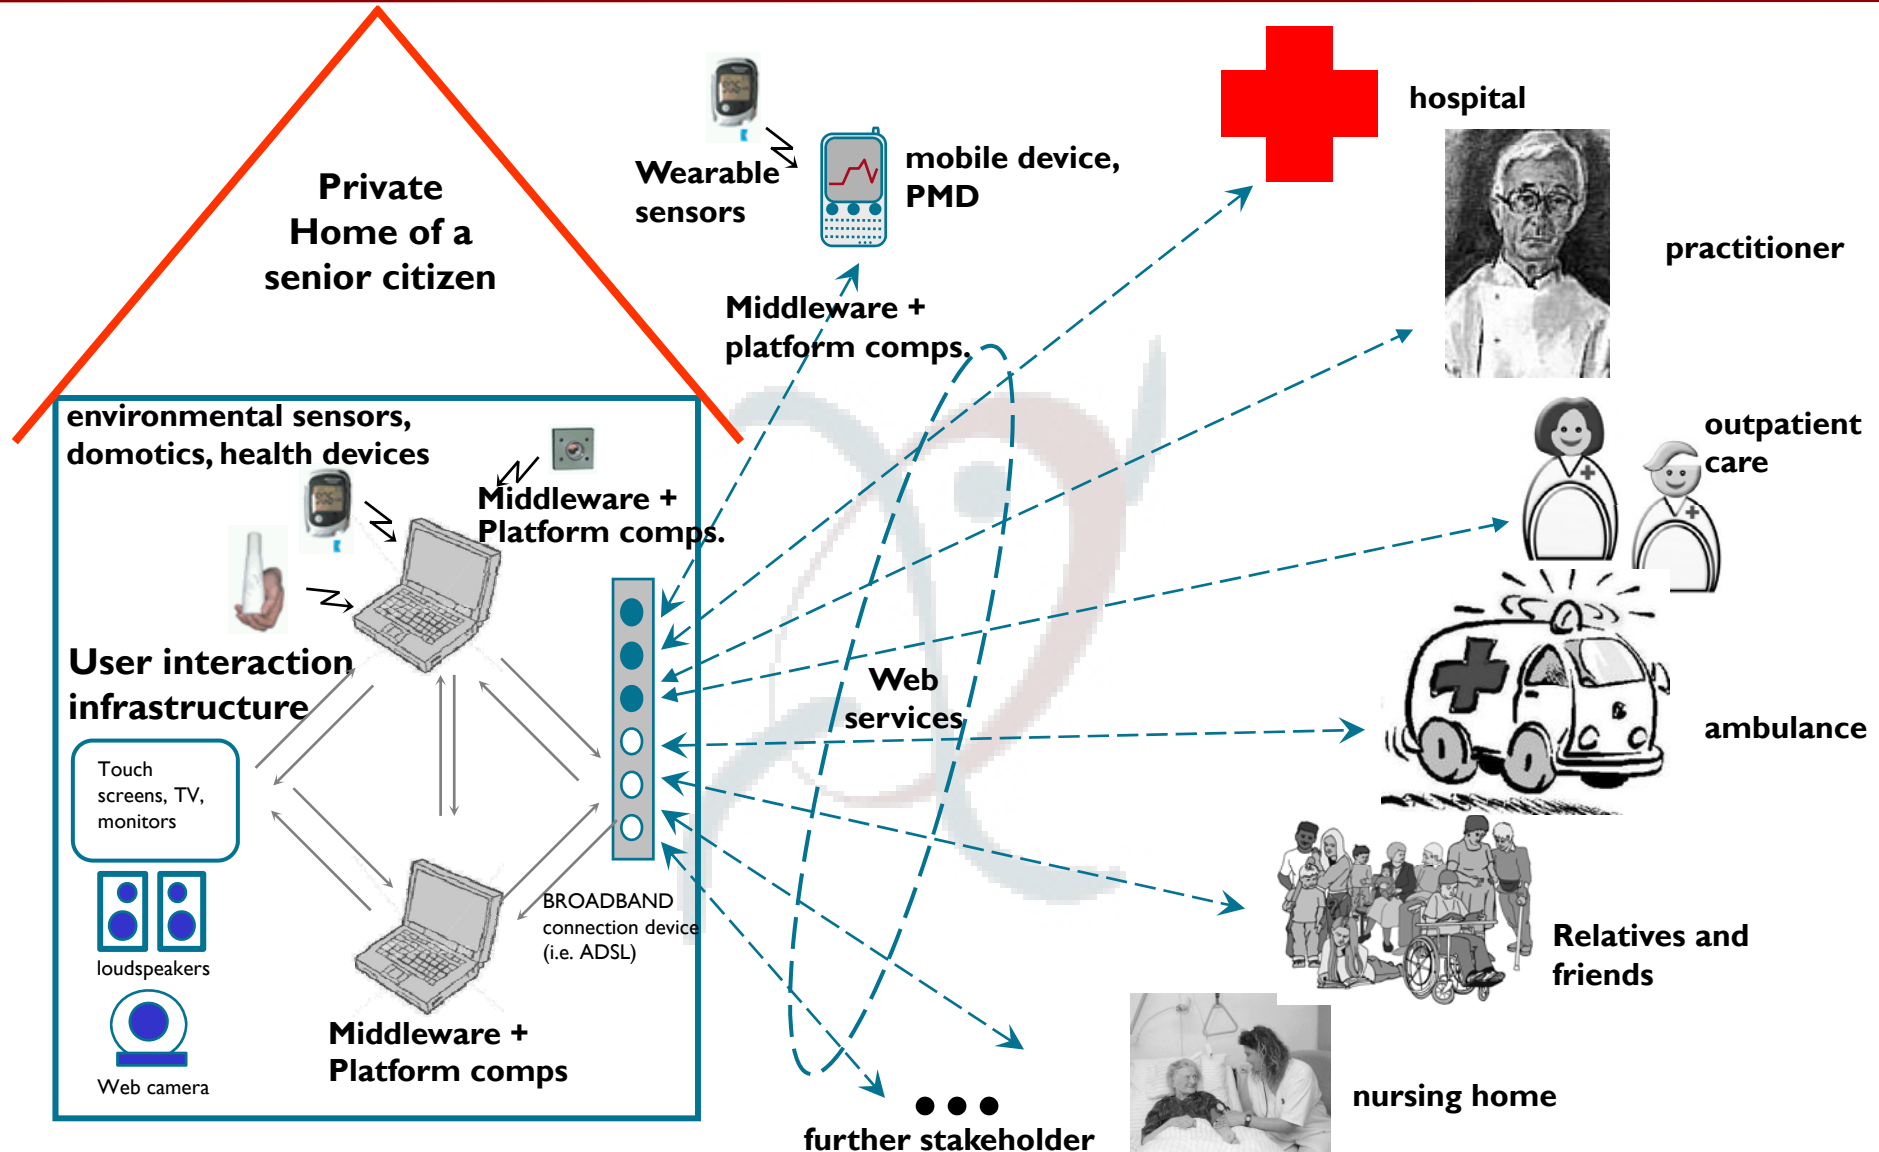 hospital
Wearable
sensors
mobile device,
PMD
Private
Home of a
senior citizen
practitioner
Middleware +
platform comps.
environmental sensors,
domotics, health devices
outpatient
care
Middleware +
Platform comps.
User interaction
infrastructure
Web
services
ambulance
Touch
screens, TV,
monitors
BROADBAND
connection device
(i.e. ADSL)
loudspeakers
Relatives and
friends
Middleware +
Platform comps
Web camera
nursing home
further stakeholder